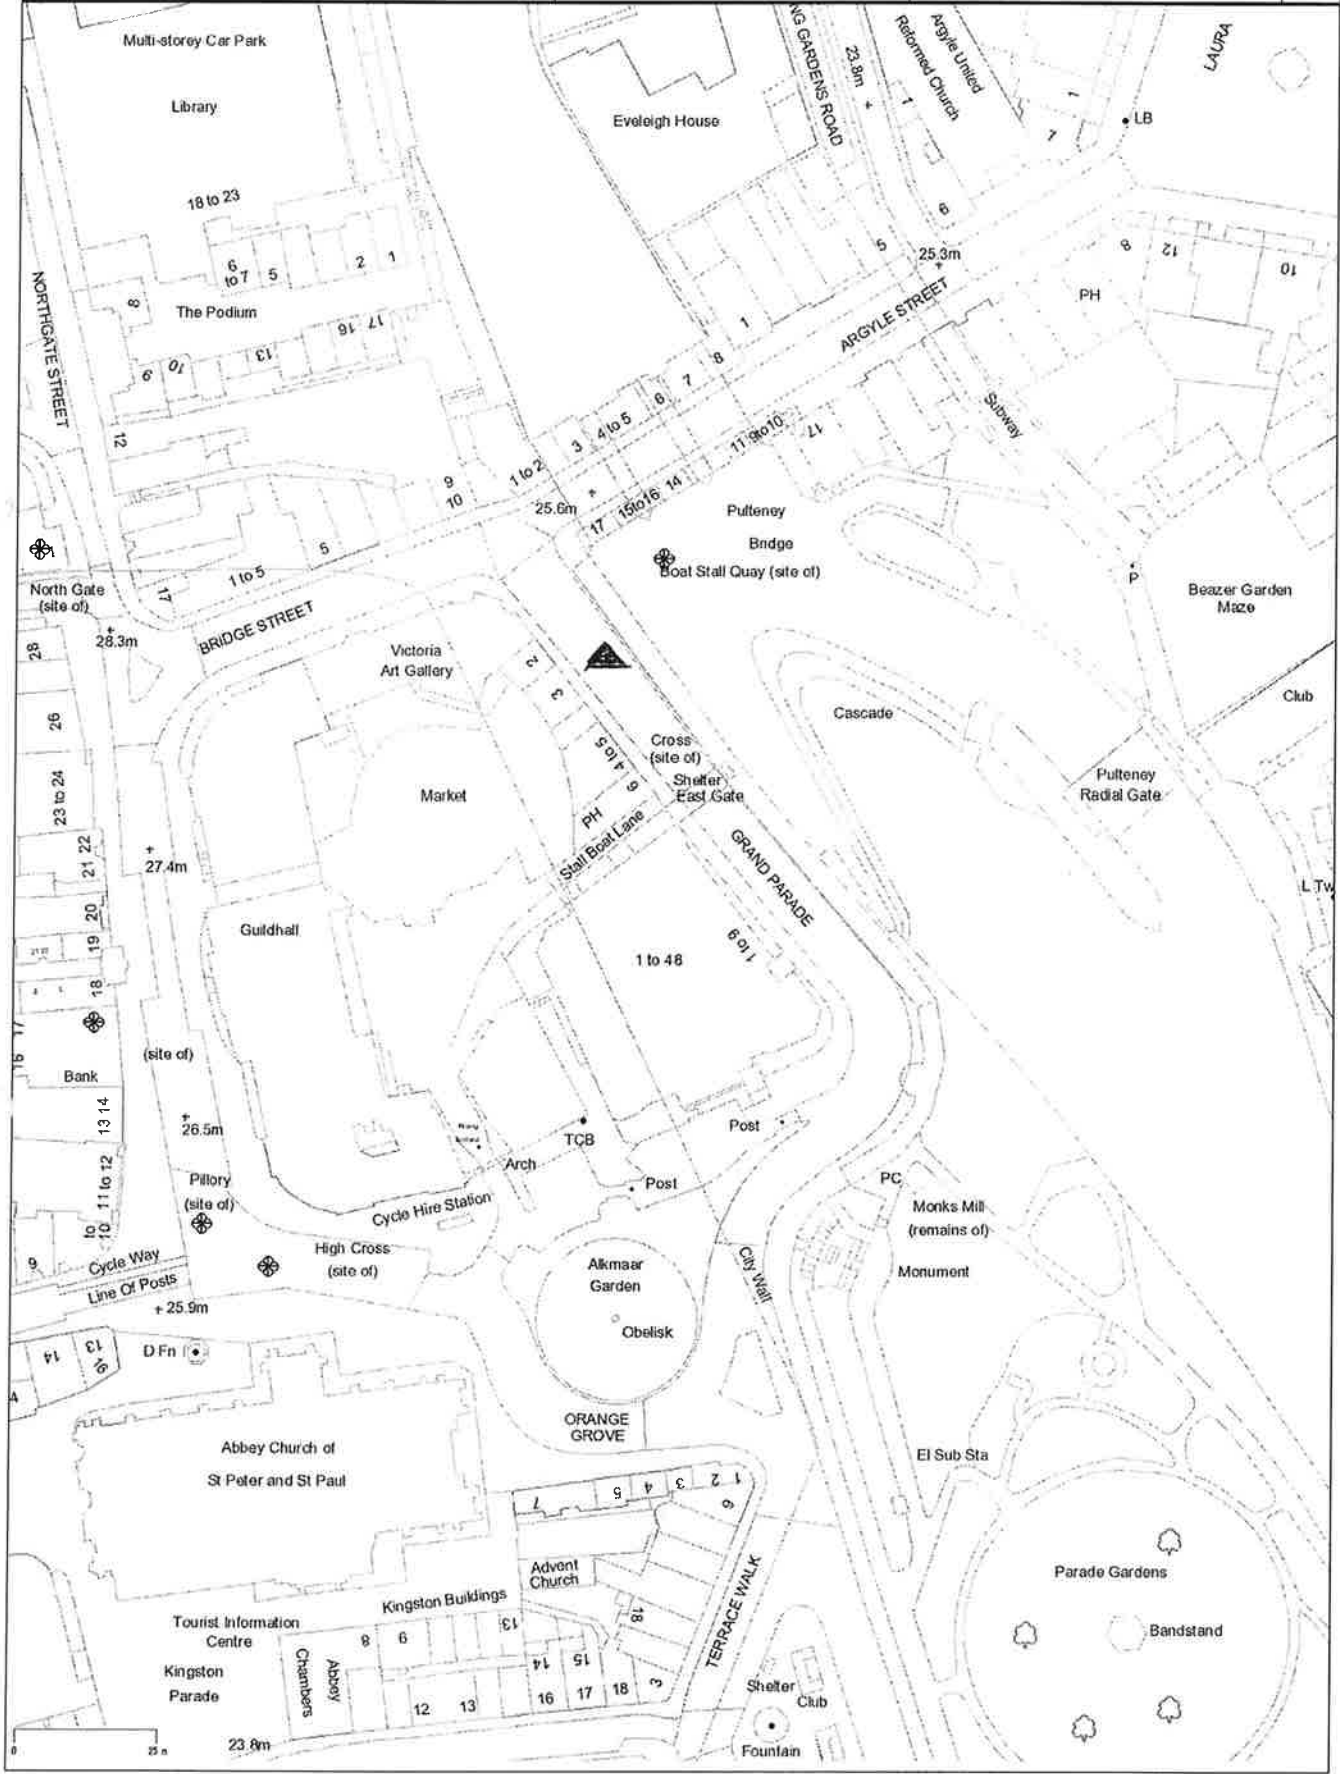 Multi-storey Car Park
Library
Eveleigh House
NG GARDENS ROAD
23.8m
1
Argyle United
Reformed Church
LAURA
1
7
LB
18 to 23
6
to 7
5
2
1
8
The Podium
NORTHGATE STREET
9
10
13
16
17
12
6
5
25.3m
ARGYLE STREET
8
12
10
PH
1
8
7
6
4 to 5
3
1 to 2
9
10
25.6m
17
15to16
14
11
9to10
17
Subway
Pulteney
Bridge
Boat Stall Quay (site of)
5
1 to 5
17
BRIDGE STREET
North Gate
(site of)
28.3m
28
P
Beazer Garden
Maze
Victoria
Art Gallery
2
3
4 to 5
6
PH
Club
Cascade
Cross
(site of)
Shelter
East Gate
Pulteney
Radial Gate
26
23 to 24
22
21
20
19
18
Market
Stall Boat Lane
27.4m
GRAND PARADE
L Tw
Guildhall
1 to 9
1 to 48
17
16
Bank
(site of)
13 14
26.5m
11 to 12
10
to
9
TCB
Post
Arch
Post
PC
Pillory
(site of)
Cycle Hire Station
Monks Mill
(remains of)
Cycle Way
Line Of Posts
High Cross
(site of)
Alkmaar
Garden
City Wall
Monument
25.9m
Obelisk
14
13
D Fn
4
ORANGE
GROVE
Abbey Church of
St Peter and St Paul
El Sub Sta
7
5
4
3
2
1
6
Advent
Church
Parade Gardens
TERRACE WALK
Kingston Buildings
Tourist Information
Centre
8
9
13
18
Bandstand
Kingston
Parade
Abbey
Chambers
14
15
12
13
16
17
18
3
Shelter
Club
23.8m
Fountain
0
25 m